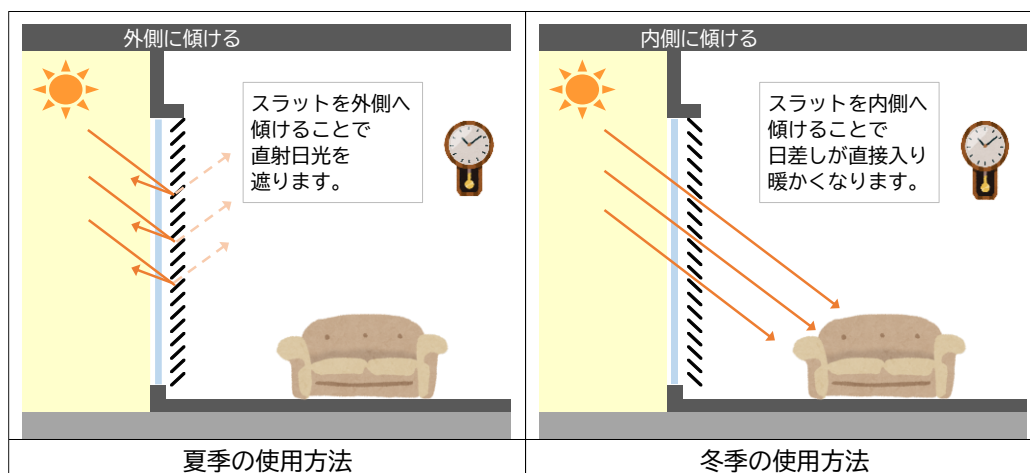 外側に傾ける
スラットを外側へ
傾けることで
直射日光を
遮ります。
夏季の使用方法
内側に傾ける
スラットを内側へ
傾けることで
日差しが直接入り
暖かくなります。
冬季の使用方法